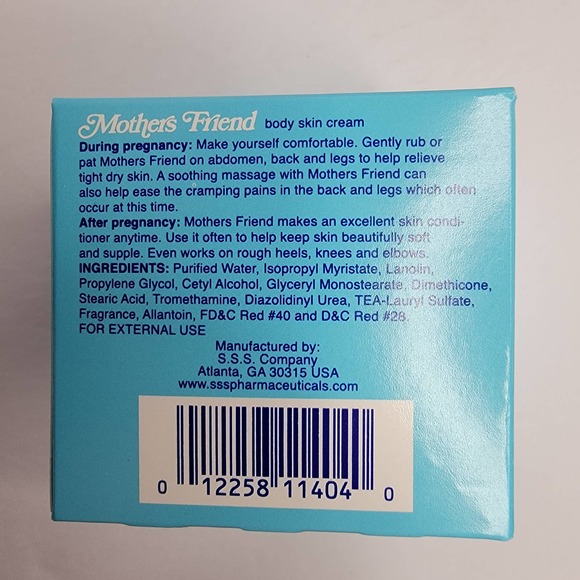 Mothers Friend body skin cream
During pregnancy: Make yourself comfortable. Gently rub or
pat Mothers Friend on abdomen, back and legs to help relieve
tight dry skin. A soothing massage with Mothers Friend can
also help ease the cramping pains in the back and legs which often
occur at this time.
After pregnancy: Mothers Friend makes an excellent skin condi-
tioner anytime. Use it often to help keep skin beautifully soft
and supple. Even works on rough heels, knees and elbows.
INGREDIENTS: Purified Water, Isopropyl Myristate, Lanolin,
Propylene Glycol, Cetyl Alcohol, Glyceryl Monostearate, Dimethicone,
Stearic Acid, Tromethamine, Diazolidinyl Urea, TEA-Lauryl Sulfate,
Fragrance, Allantoin, FD&C Red #40 and D&C Red #28.
FOR EXTERNAL USE
Manufactured by:
S.S.S. Company
Atlanta, GA 30315 USA
www.ssspharmaceuticals.com
0 12258 11404 0